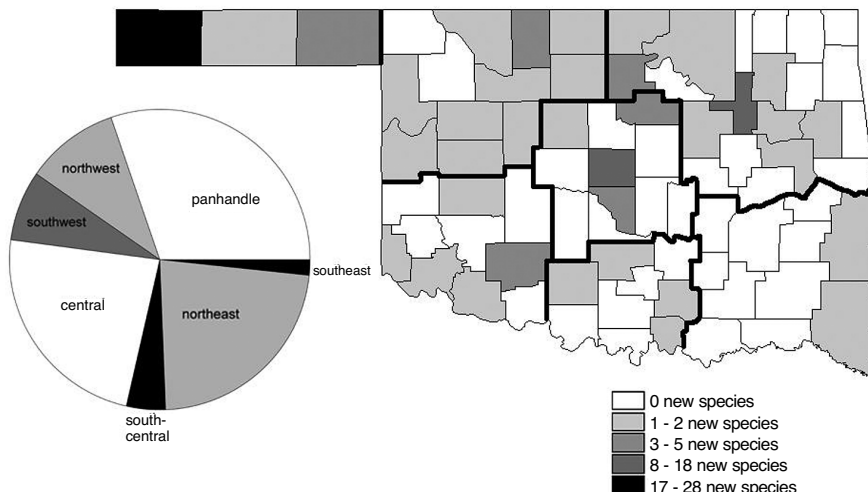 northwest
panhandle
southwest
southeast
central
northeast
south-
central
0 new species
1 - 2 new species
3 - 5 new species
8 - 18 new species
17 - 28 new species